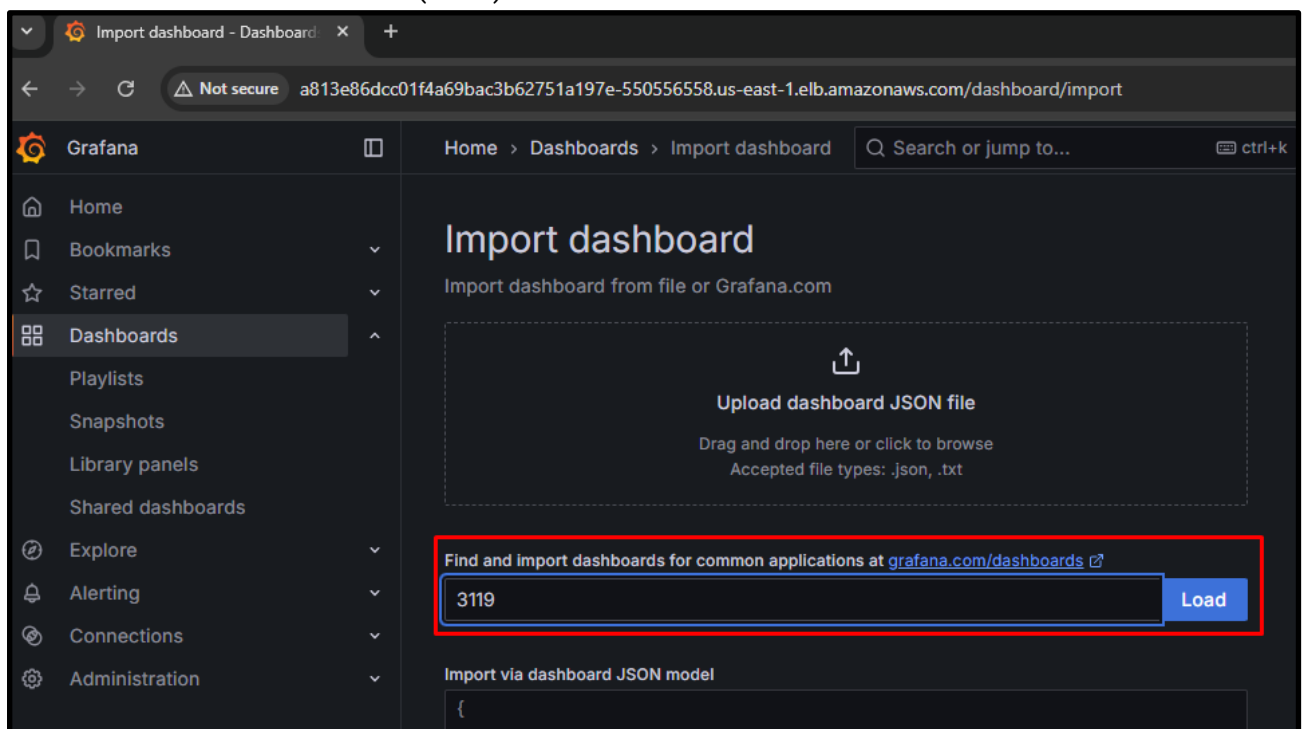 Import dashboard - Dashboard
Not secure a813e86dcc01f4a69bac3b62751a197e-550556558.us-east-1.elb.amazonaws.com/dashboard/import
Grafana
Home > Dashboards > Import dashboard
Search or jump to...
ctrl+k
Home
Bookmarks
Starred
Dashboards
Playlists
Snapshots
Library panels
Shared dashboards
Explore
Alerting
Connections
Administration
Import dashboard
Import dashboard from file or Grafana.com
Upload dashboard JSON file
Drag and drop here or click to browse
Accepted file types: .json, .txt
Find and import dashboards for common applications at grafana.com/dashboards
3119
Load
Import via dashboard JSON model
{